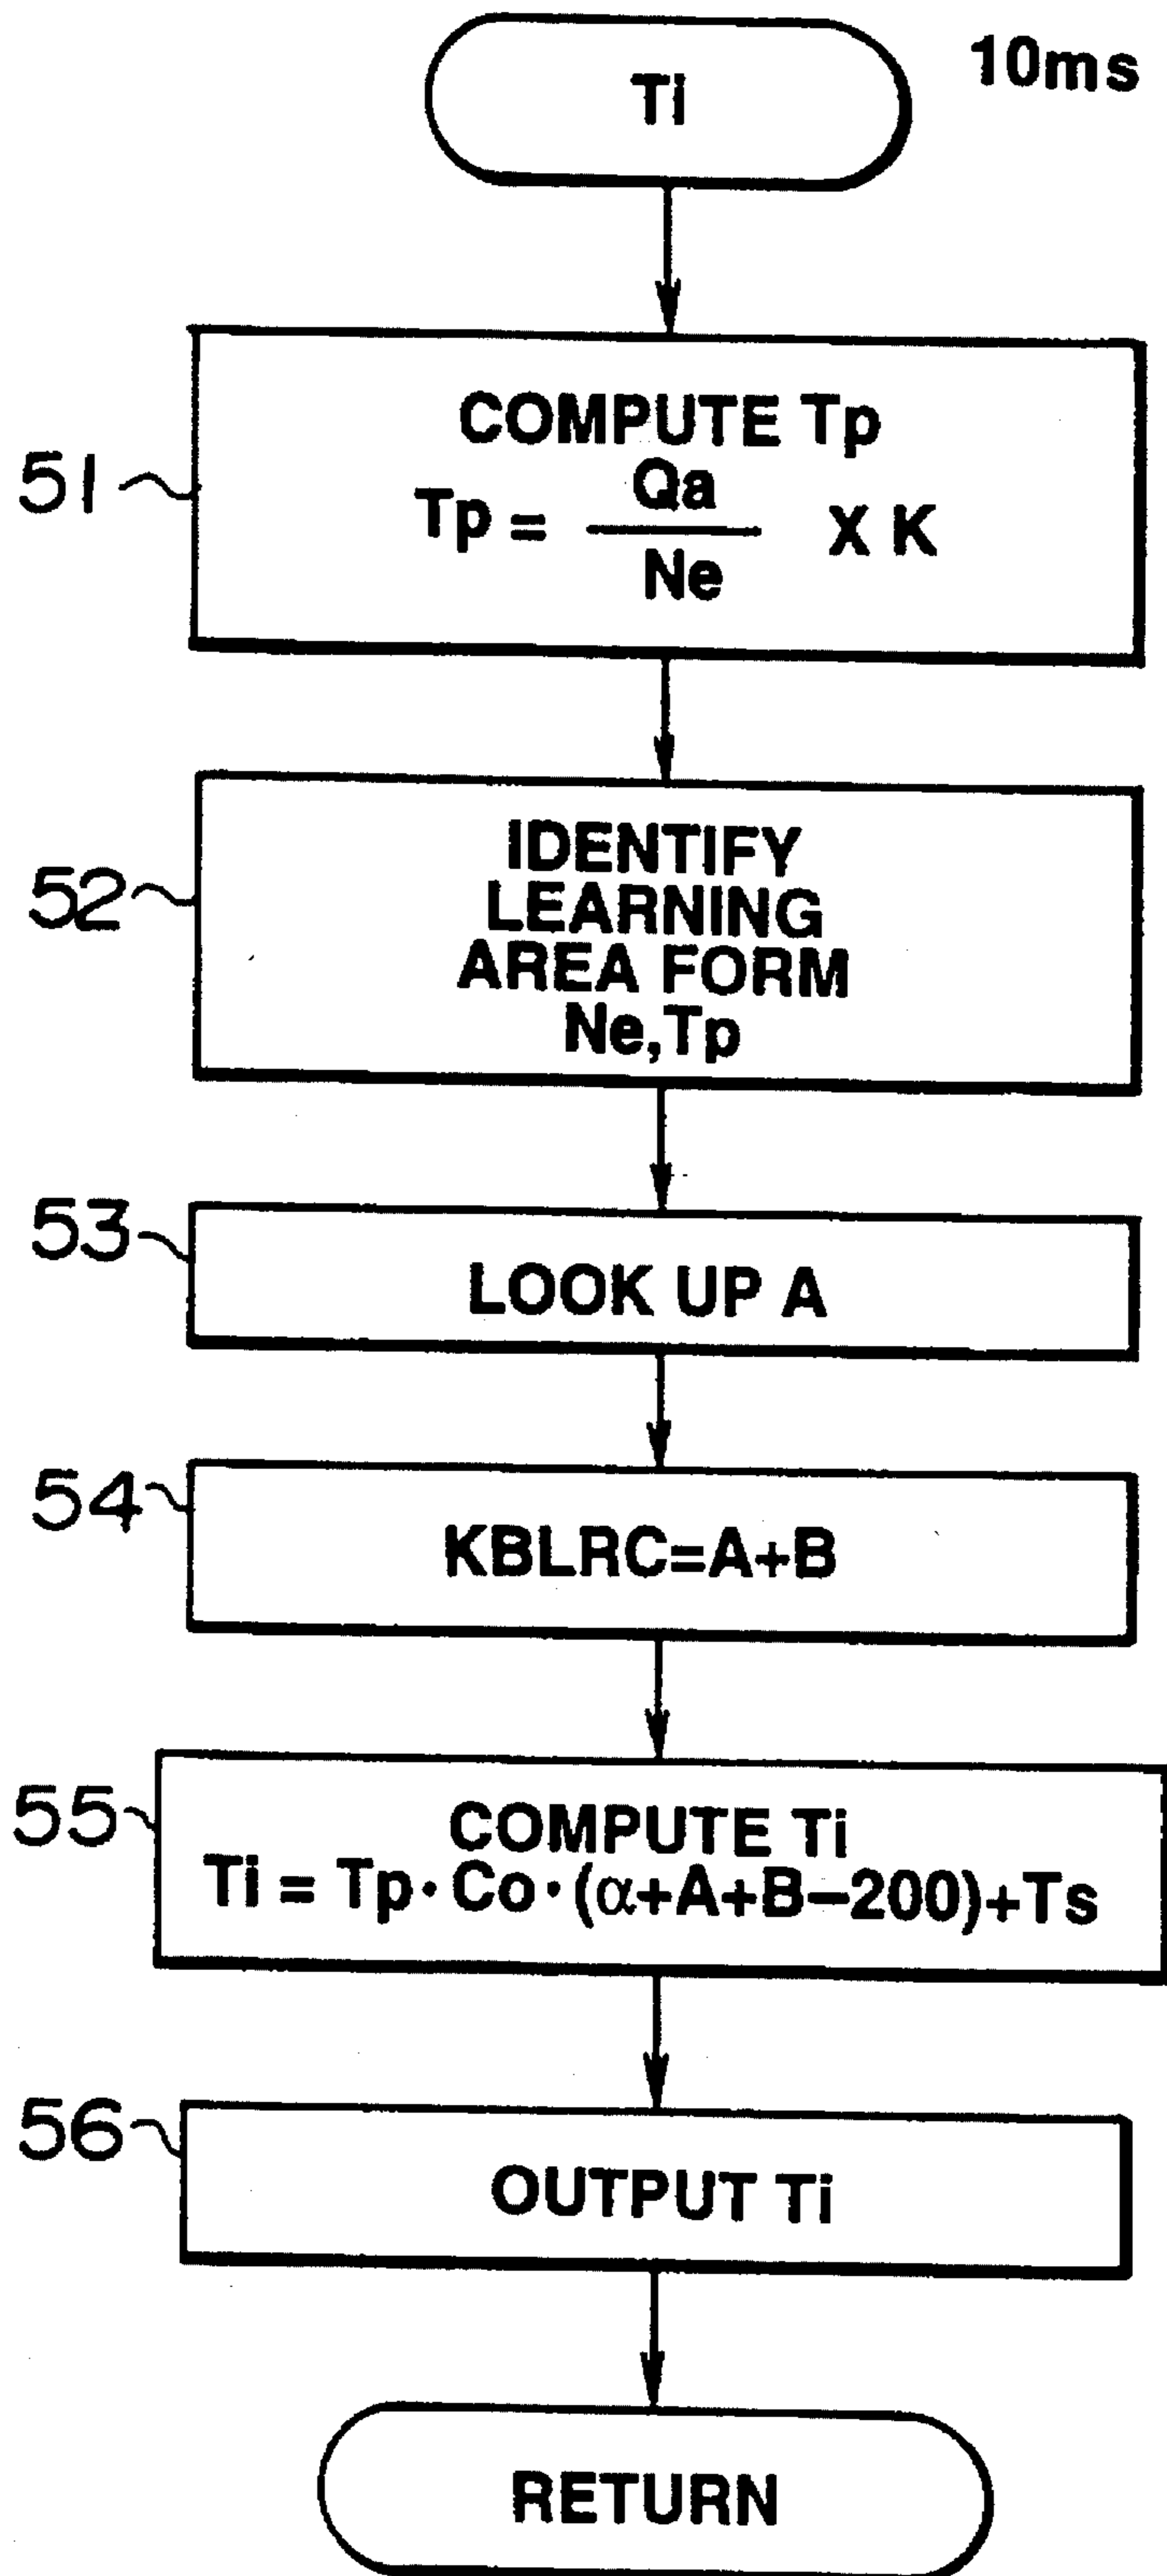 Ti
10ms
51
COMPUTE Tp
Tp = Qa / Ne X K
52
IDENTIFY
LEARNING
AREA FORM
Ne,Tp
53
LOOK UP A
54
KBLRC=A+B
55
COMPUTE Ti
Ti = Tp·Co·(α+A+B−200)+Ts
56
OUTPUT Ti
RETURN